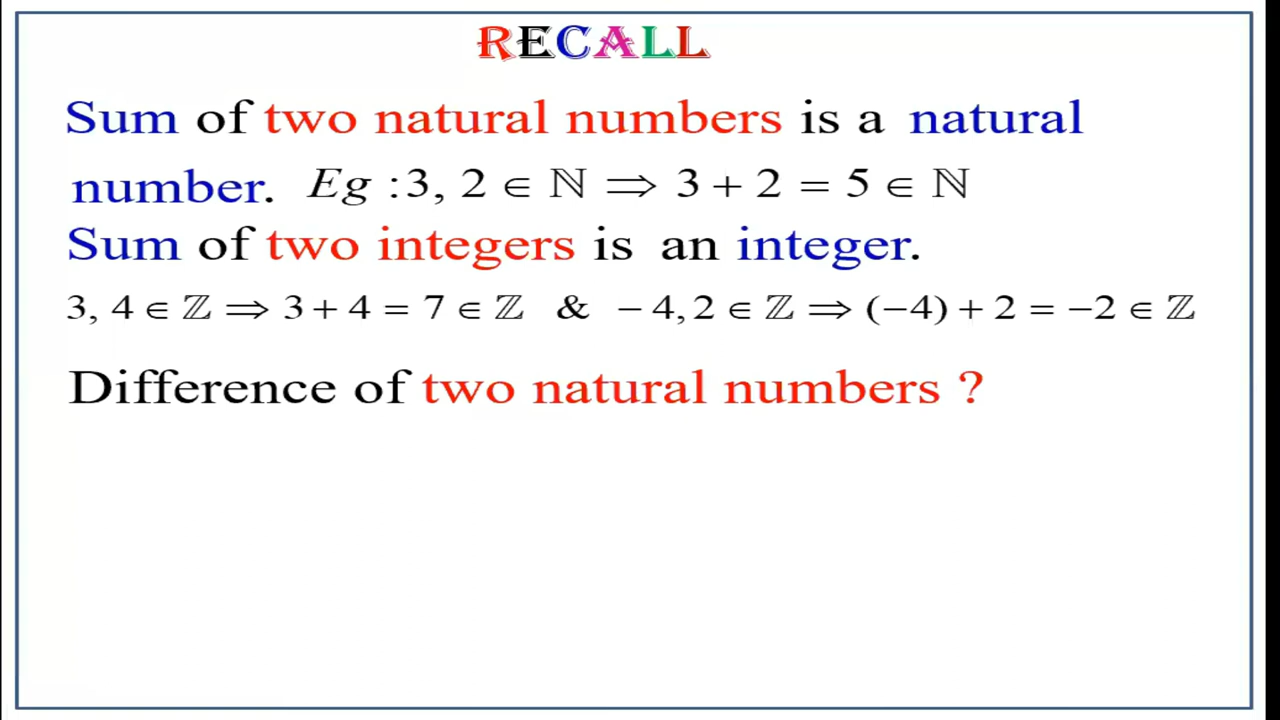 RECALL
Sum of two natural numbers is a natural
number. Eg : 3, 2 ∈ ℕ ⇒ 3 + 2 = 5 ∈ ℕ
Sum of two integers is an integer.
3, 4 ∈ ℤ ⇒ 3 + 4 = 7 ∈ ℤ & − 4, 2 ∈ ℤ ⇒ (−4) + 2 = −2 ∈ ℤ
Difference of two natural numbers ?